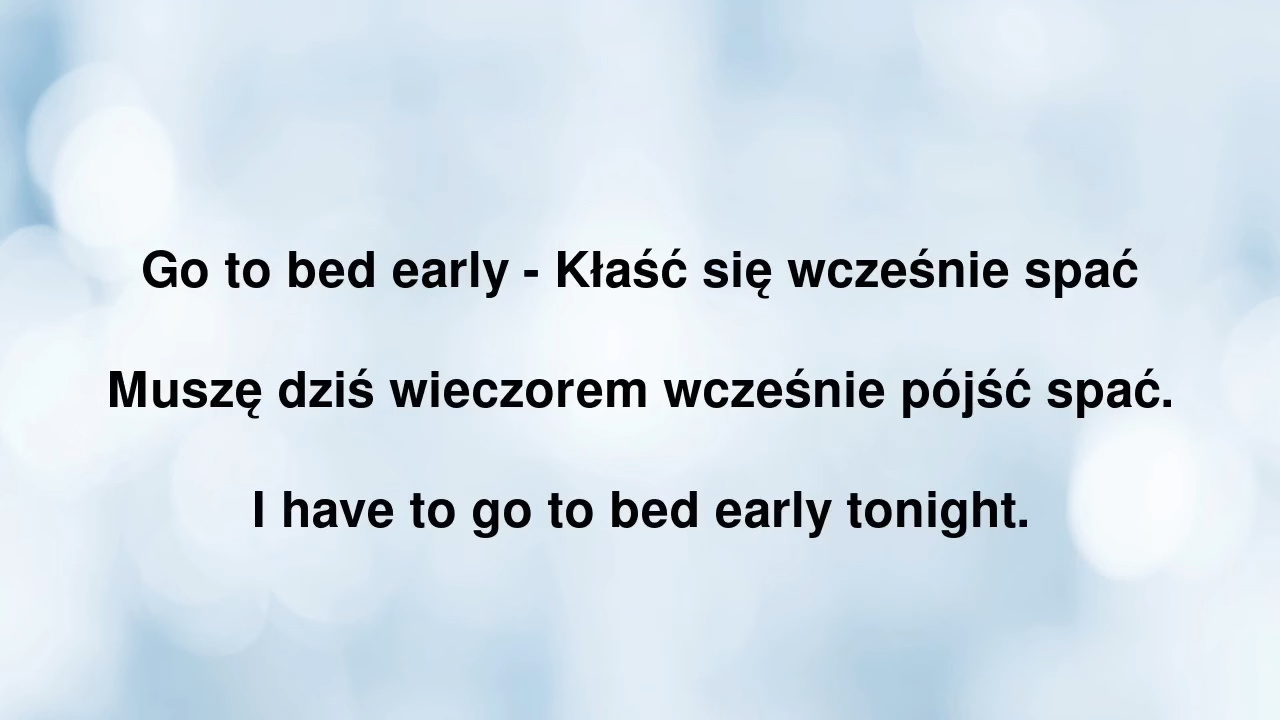 Go to bed early - Kłaść się wcześnie spać
Muszę dziś wieczorem wcześnie pójść spać.
I have to go to bed early tonight.